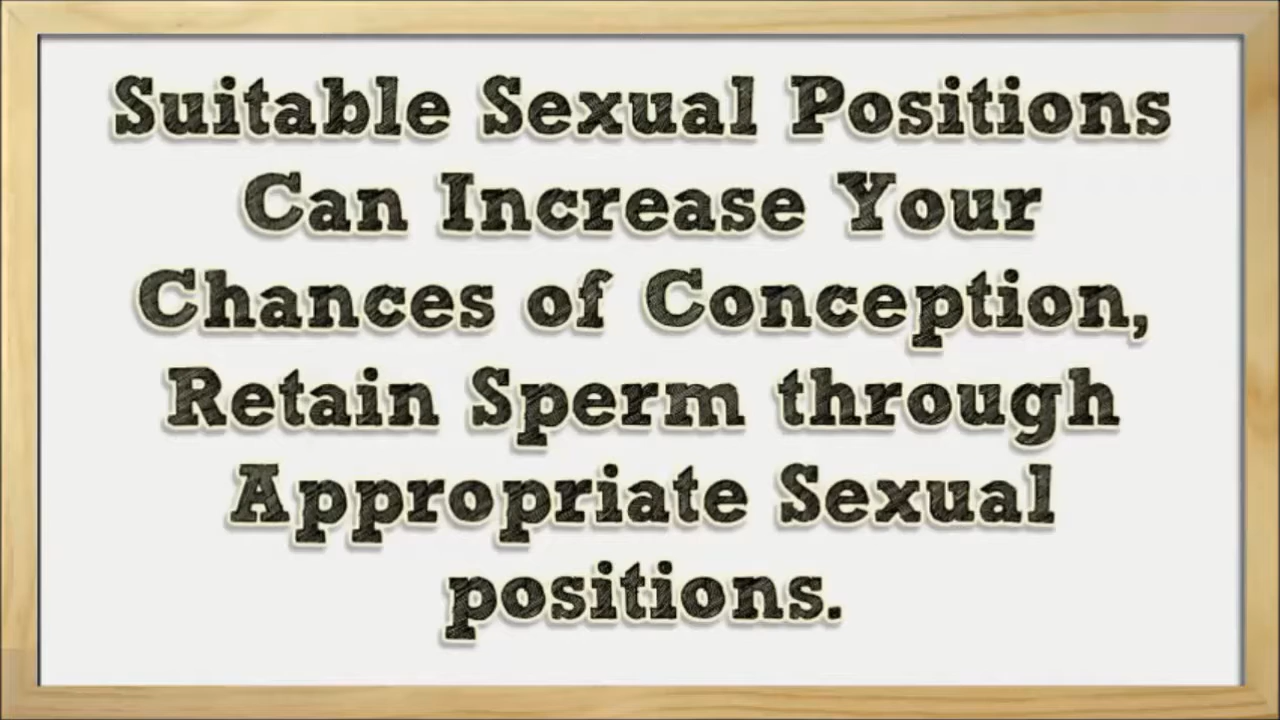 Suitable Sexual Positions
Can Increase Your
Chances of Conception,
Retain Sperm through
Appropriate Sexual
positions.